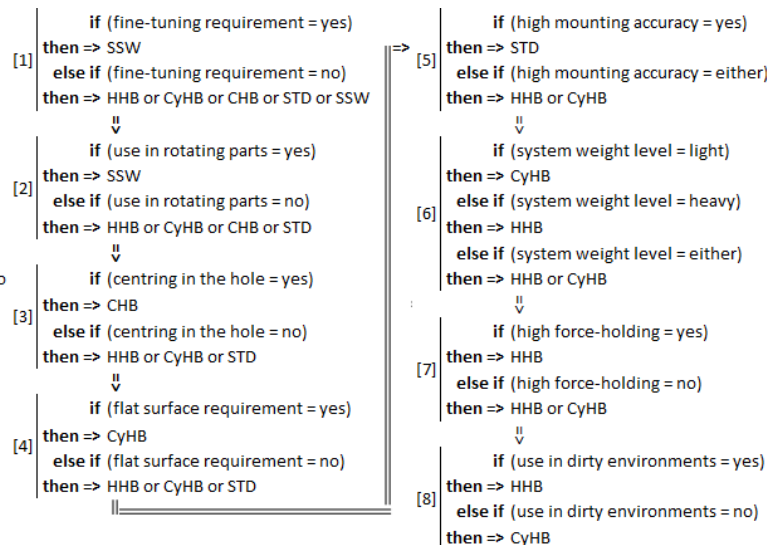 [1]
if (fine-tuning requirement = yes)
then => SSW
else if (fine-tuning requirement = no)
then => HHB or CyHB or CHB or STD or SSW
=>
[2]
if (use in rotating parts = yes)
then => SSW
else if (use in rotating parts = no)
then => HHB or CyHB or CHB or STD
=>
[3]
if (centring in the hole = yes)
then => CHB
else if (centring in the hole = no)
then => HHB or CyHB or STD
=>
[4]
if (flat surface requirement = yes)
then => CyHB
else if (flat surface requirement = no)
then => HHB or CyHB or STD
=>
[5]
if (high mounting accuracy = yes)
then => STD
else if (high mounting accuracy = either)
then => HHB or CyHB
=>
[6]
if (system weight level = light)
then => CyHB
else if (system weight level = heavy)
then => HHB
else if (system weight level = either)
then => HHB or CyHB
=>
[7]
if (high force-holding = yes)
then => HHB
else if (high force-holding = no)
then => HHB or CyHB
=>
[8]
if (use in dirty environments = yes)
then => HHB
else if (use in dirty environments = no)
then => CyHB